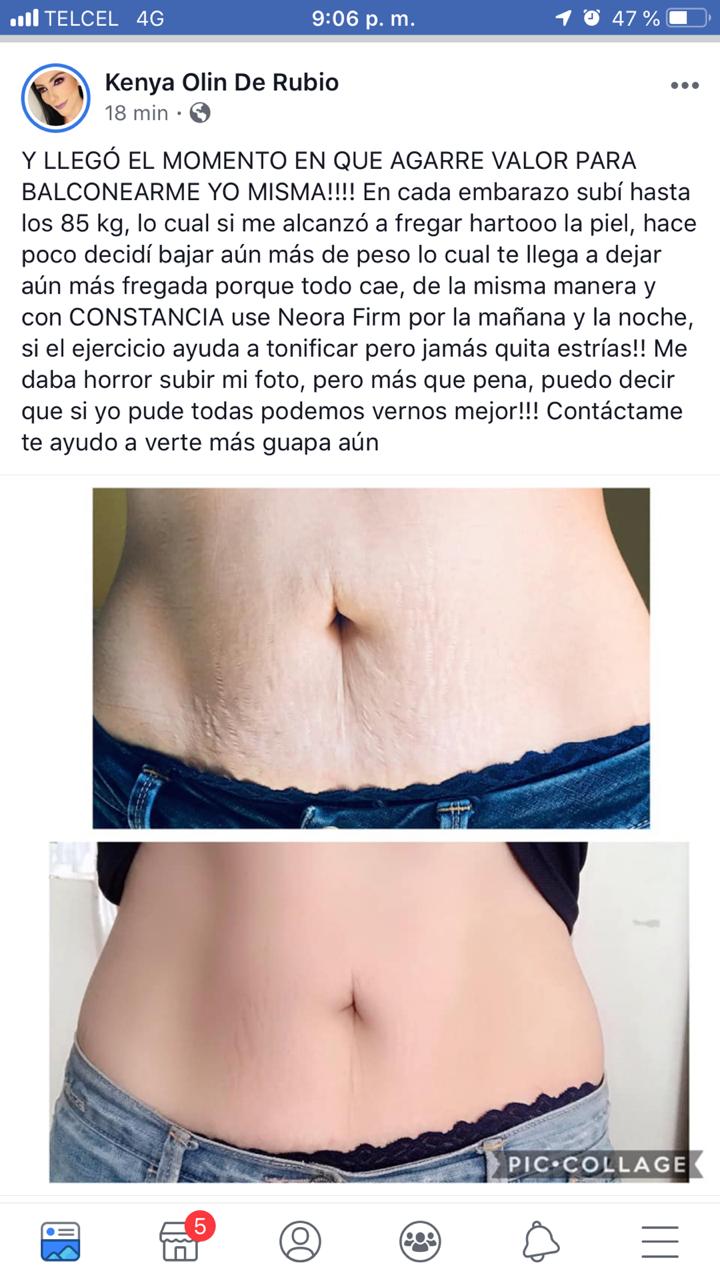 TELCEL 4G 9:06 p. m. 47 %
Kenya Olin De Rubio
18 min ·
Y LLEGÓ EL MOMENTO EN QUE AGARRE VALOR PARA
BALCONEARME YO MISMA!!!! En cada embarazo subí hasta
los 85 kg, lo cual si me alcanzó a fregar hartooo la piel, hace
poco decidí bajar aún más de peso lo cual te llega a dejar
aún más fregada porque todo cae, de la misma manera y
con CONSTANCIA use Neora Firm por la mañana y la noche,
si el ejercicio ayuda a tonificar pero jamás quita estrías!! Me
daba horror subir mi foto, pero más que pena, puedo decir
que si yo pude todas podemos vernos mejor!!! Contáctame
te ayudo a verte más guapa aún
PIC•COLLAGE
5